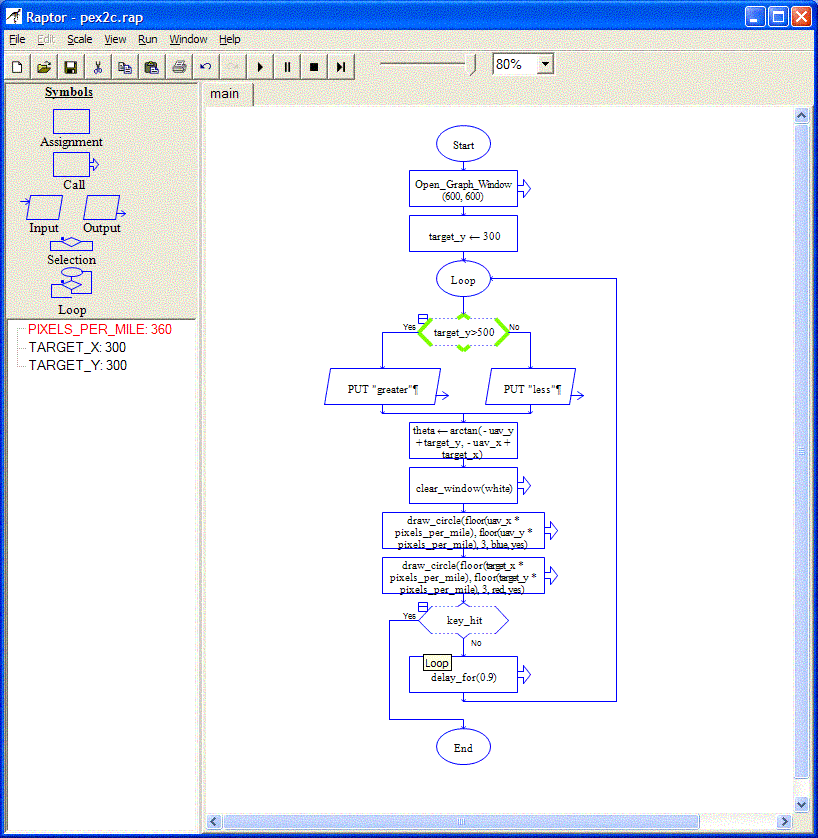 Raptor - pex2c.rap
File Edit Scale View Run Window Help
80%
Symbols
Assignment
Call
Input Output
Selection
Loop
PIXELS_PER_MILE: 360
TARGET_X: 300
TARGET_Y: 300
main
Start
Open_Graph_Window
(600, 600)
target_y ← 300
Loop
Yes target_y>500 No
PUT "greater"¶ PUT "less"¶
theta ← arctan( - uav_y
+ target_y, - uav_x +
target_x)
clear_window(white)
draw_circle(floor(uav_x *
pixels_per_mile), floor(uav_y *
pixels_per_mile), 3, blue, yes)
draw_circle(floor(target_x *
pixels_per_mile), floor(target_y *
pixels_per_mile), 3, red, yes)
Yes key_hit
No
Loop
delay_for(0.9)
End